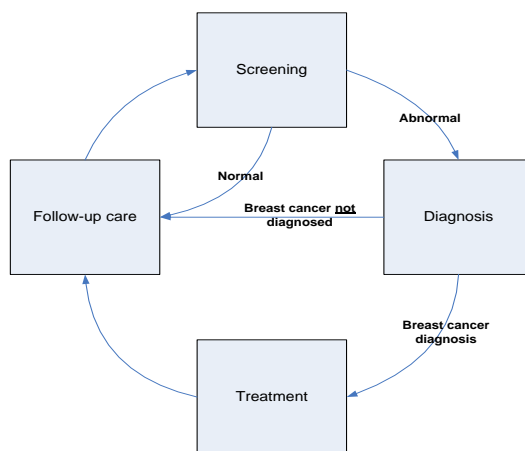 Screening
Abnormal
Normal
Follow-up care
Breast cancer not
diagnosed
Diagnosis
Breast cancer
diagnosis
Treatment